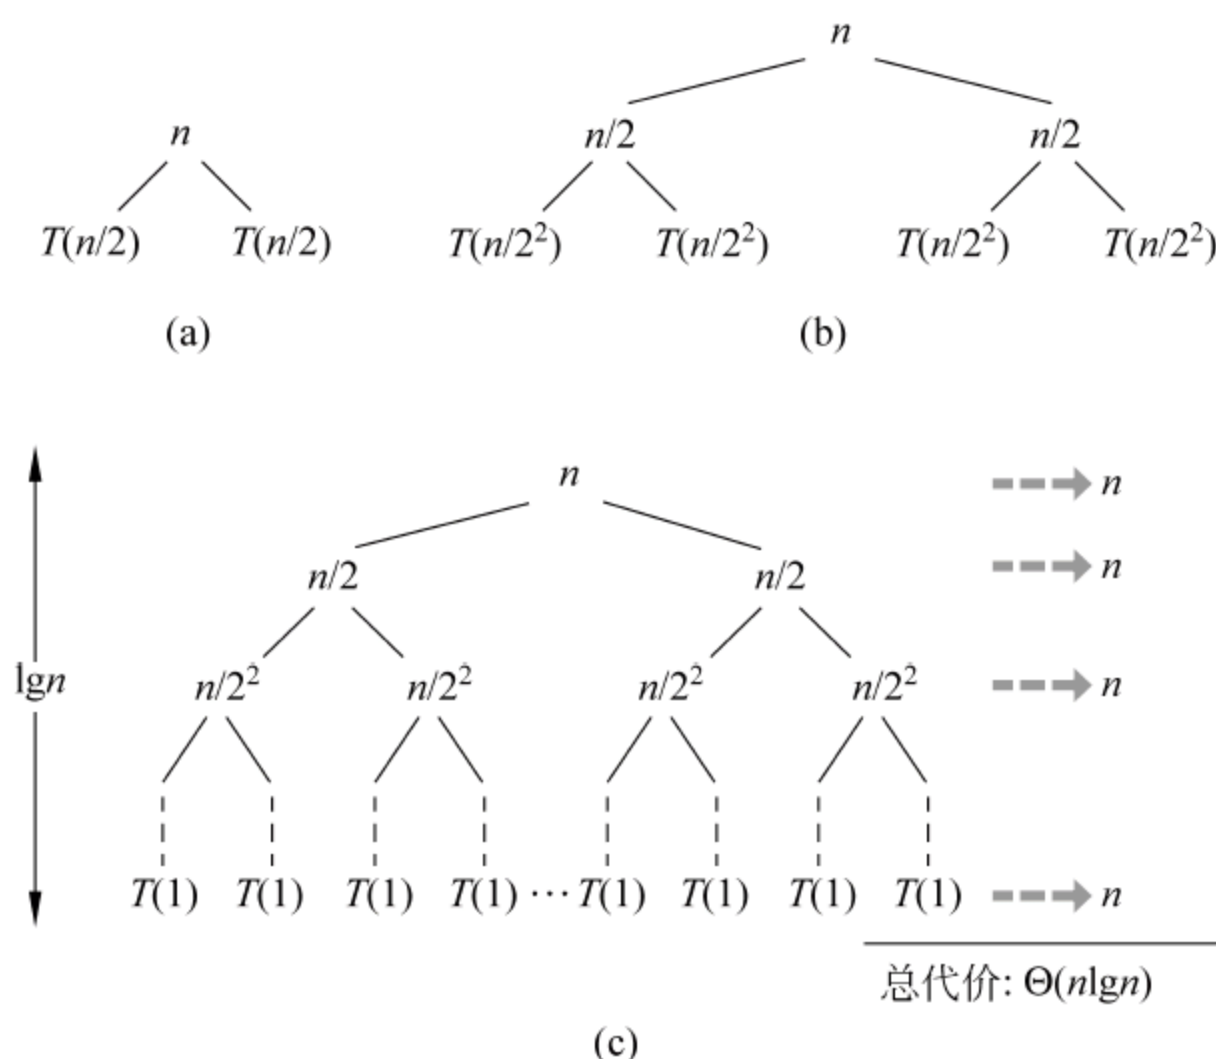 n
n
n/2 n/2
T(n/2) T(n/2)
T(n/2²) T(n/2²) T(n/2²) T(n/2²)
(a)
(b)
n
n
n/2 n/2
n
lgn
n/2² n/2² n/2² n/2²
n
T(1) T(1) T(1) T(1) ··· T(1) T(1) T(1) T(1)
n
总代价: Θ(nlgn)
(c)